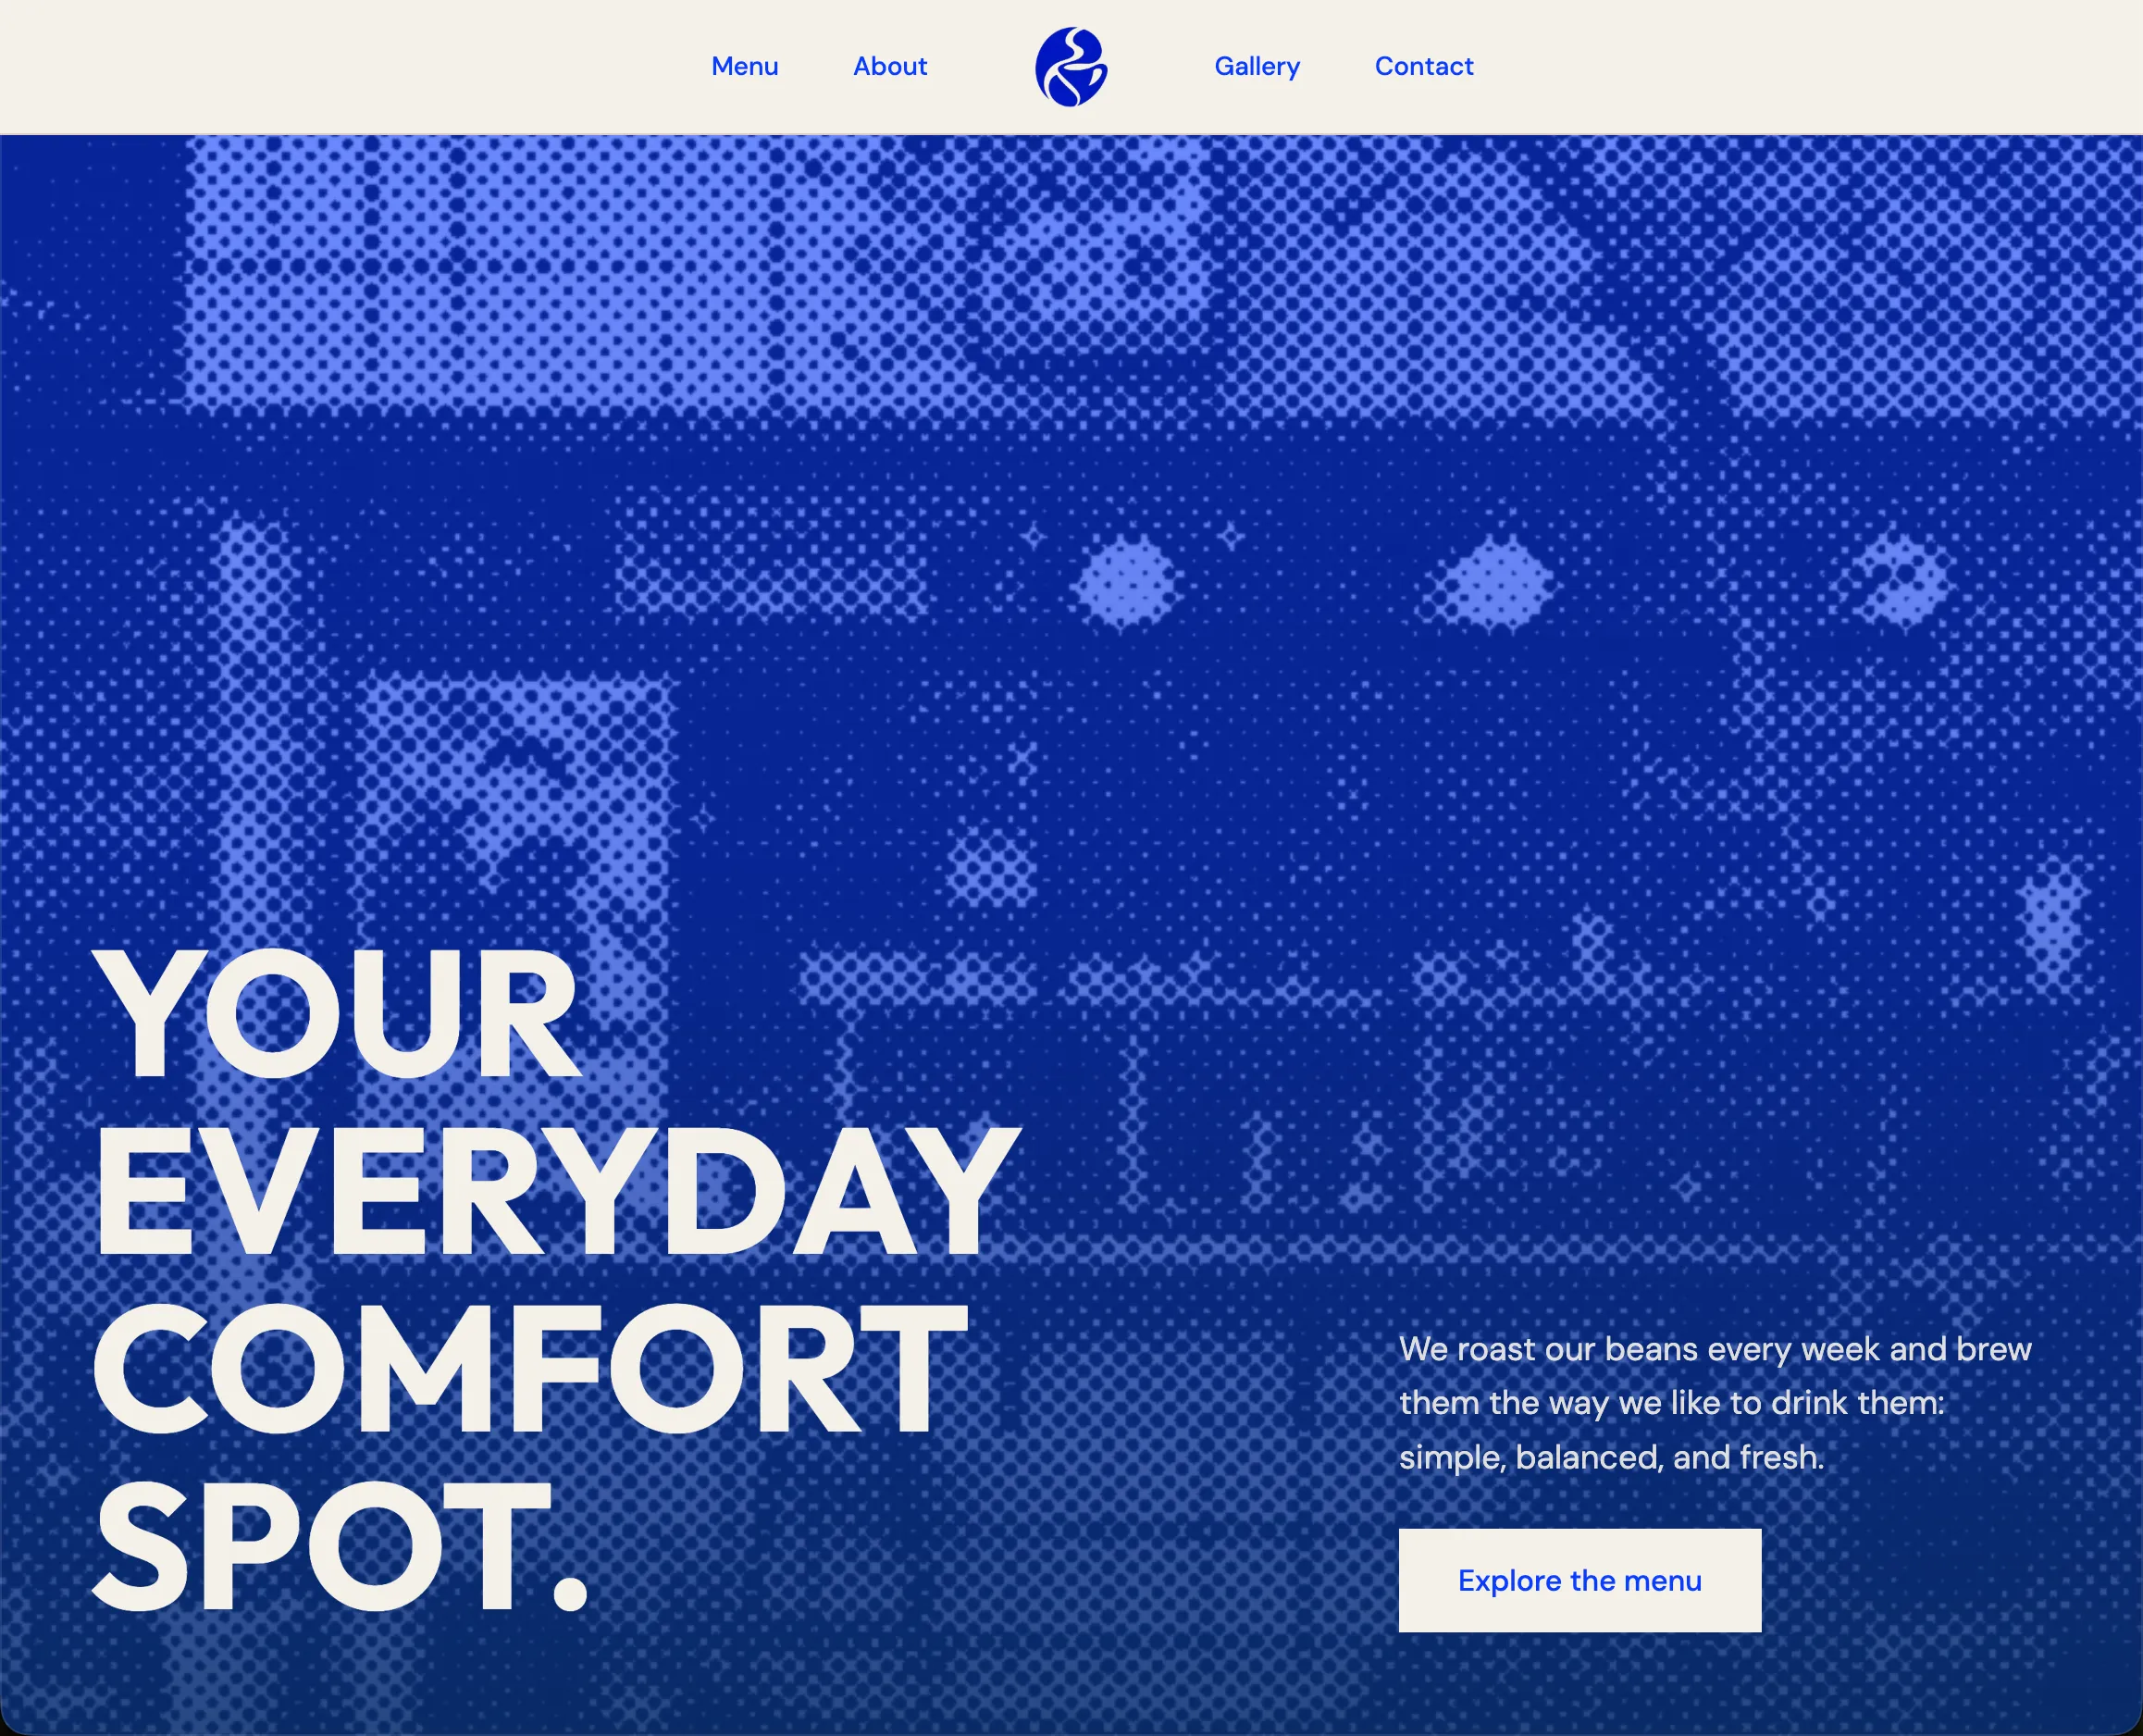 Menu About Gallery Contact
YOUR
EVERYDAY
COMFORT
SPOT.
We roast our beans every week and brew
them the way we like to drink them:
simple, balanced, and fresh.
Explore the menu